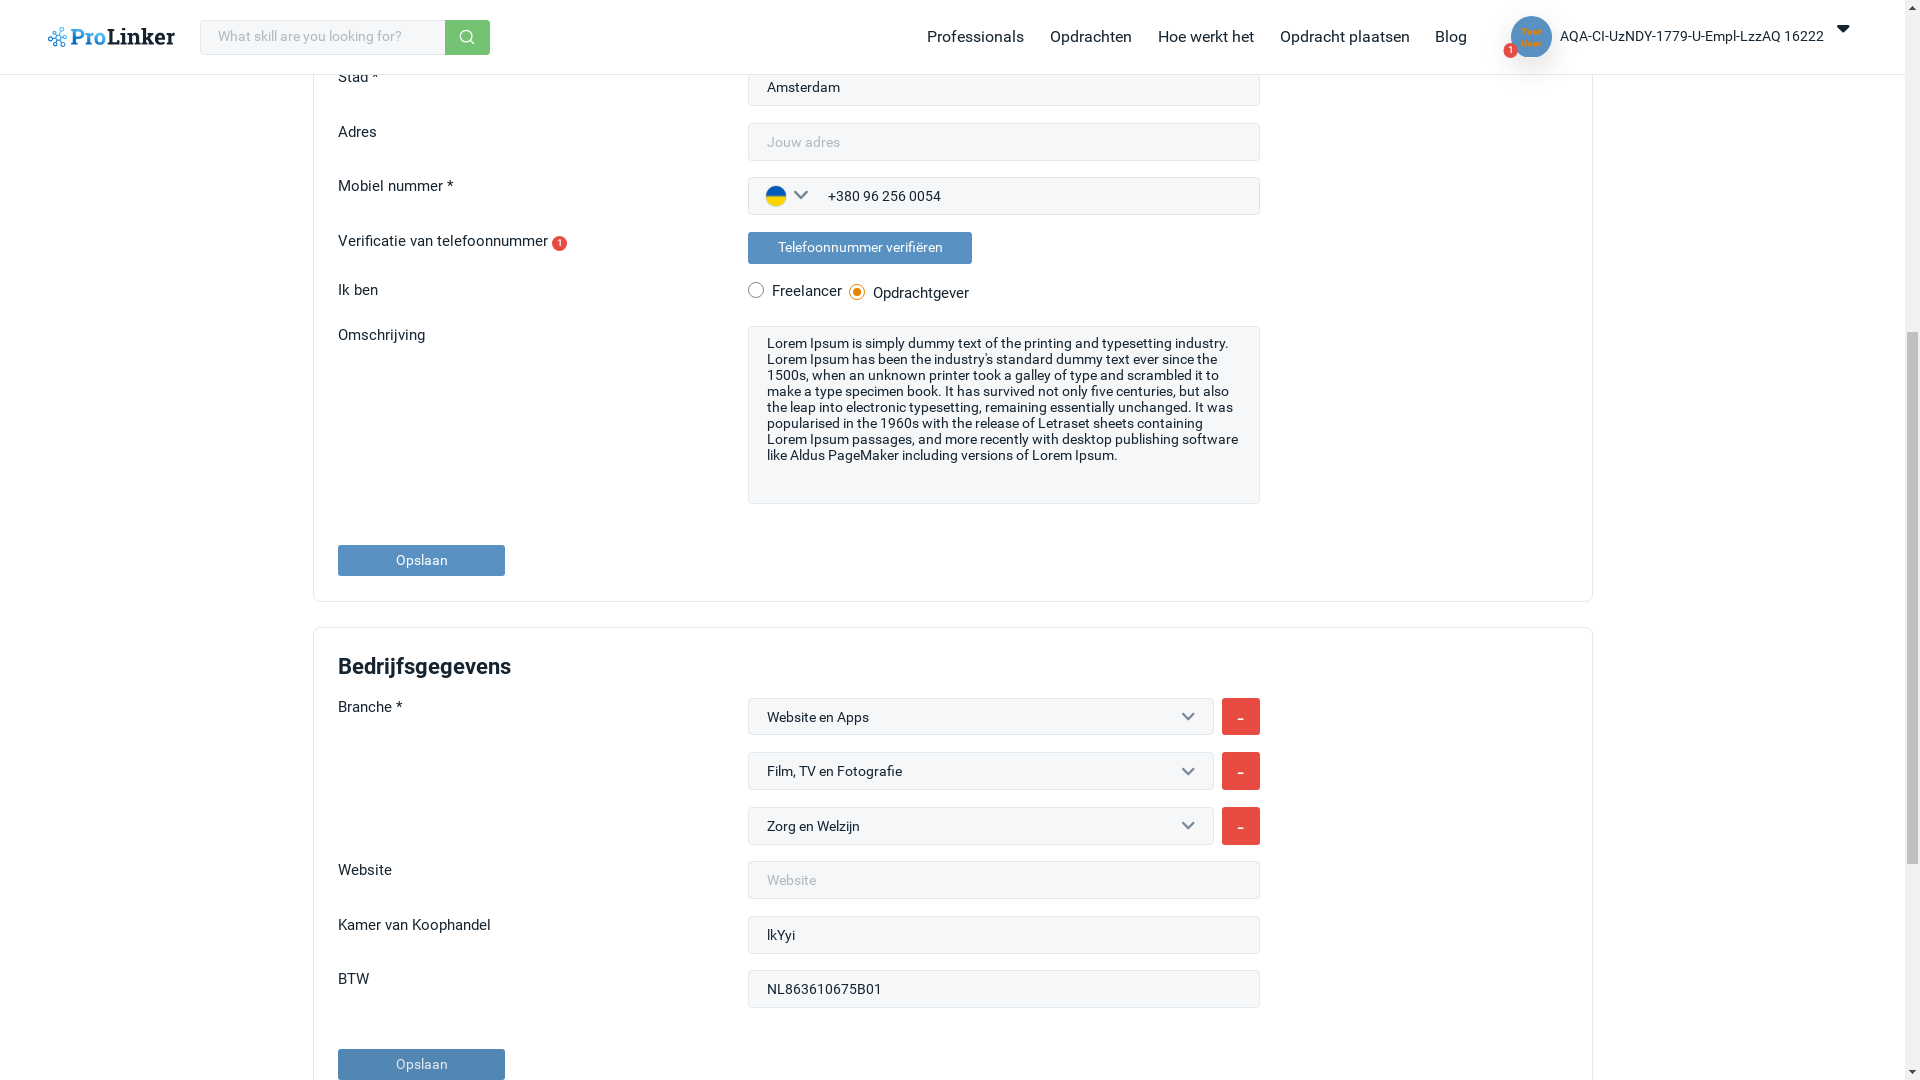 ProLinker
What skill are you looking for?
Professionals
Opdrachten
Hoe werkt het
Opdracht plaatsen
Blog
Test
User
1
AQA-CI-UzNDY-1779-U-Empl-LzzAQ 16222
Stad *
Amsterdam
Adres
Jouw adres
Mobiel nummer *
+380 96 256 0054
Verificatie van telefoonnummer 1
Telefoonnummer verifiëren
Ik ben
Freelancer
Opdrachtgever
Omschrijving
Lorem Ipsum is simply dummy text of the printing and typesetting industry.
Lorem Ipsum has been the industry's standard dummy text ever since the
1500s, when an unknown printer took a galley of type and scrambled it to
make a type specimen book. It has survived not only five centuries, but also
the leap into electronic typesetting, remaining essentially unchanged. It was
popularised in the 1960s with the release of Letraset sheets containing
Lorem Ipsum passages, and more recently with desktop publishing software
like Aldus PageMaker including versions of Lorem Ipsum.
Opslaan
Bedrijfsgegevens
Branche *
Website en Apps
-
Film, TV en Fotografie
-
Zorg en Welzijn
-
Website
Website
Kamer van Koophandel
lkYyi
BTW
NL863610675B01
Opslaan